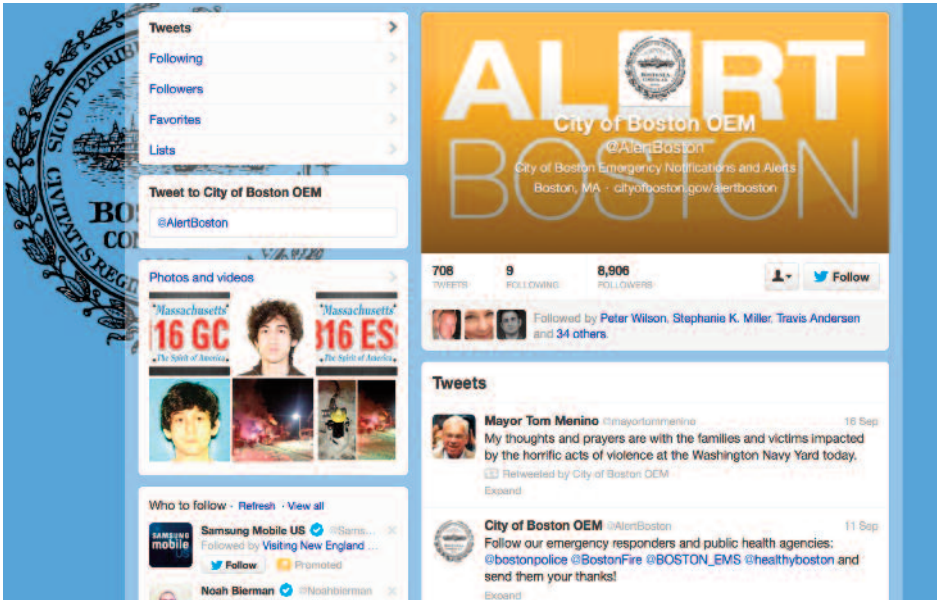 Tweets
Following
Followers
Favorites
Lists
Tweet to City of Boston OEM
@AlertBoston
Photos and videos
Massachusetts
16 GC
The Spirit of America
Massachusetts
316 ES
The Spirit of America
Who to follow · Refresh · View all
SAMSUNG
mobile
Samsung Mobile US @Sams...
Followed by Visiting New England ...
Follow
Promoted
Noah Bierman @Noahbierman
SICUT PATRIBUS
CIVITATIS REGI
BO
CON
ALERT
BOSTON
City of Boston OEM
@AlertBoston
City of Boston Emergency Notifications and Alerts
Boston, MA · cityofboston.gov/alertboston
708
TWEETS
9
FOLLOWING
8,906
FOLLOWERS
Follow
Followed by Peter Wilson, Stephanie K. Miller, Travis Andersen
and 34 others.
Tweets
Mayor Tom Menino @mayortommenino 16 Sep
My thoughts and prayers are with the families and victims impacted
by the horrific acts of violence at the Washington Navy Yard today.
Retweeted by City of Boston OEM
Expand
City of Boston OEM @AlertBoston 11 Sep
Follow our emergency responders and public health agencies:
@bostonpolice @BostonFire @BOSTON_EMS @healthyboston and
send them your thanks!
Expand